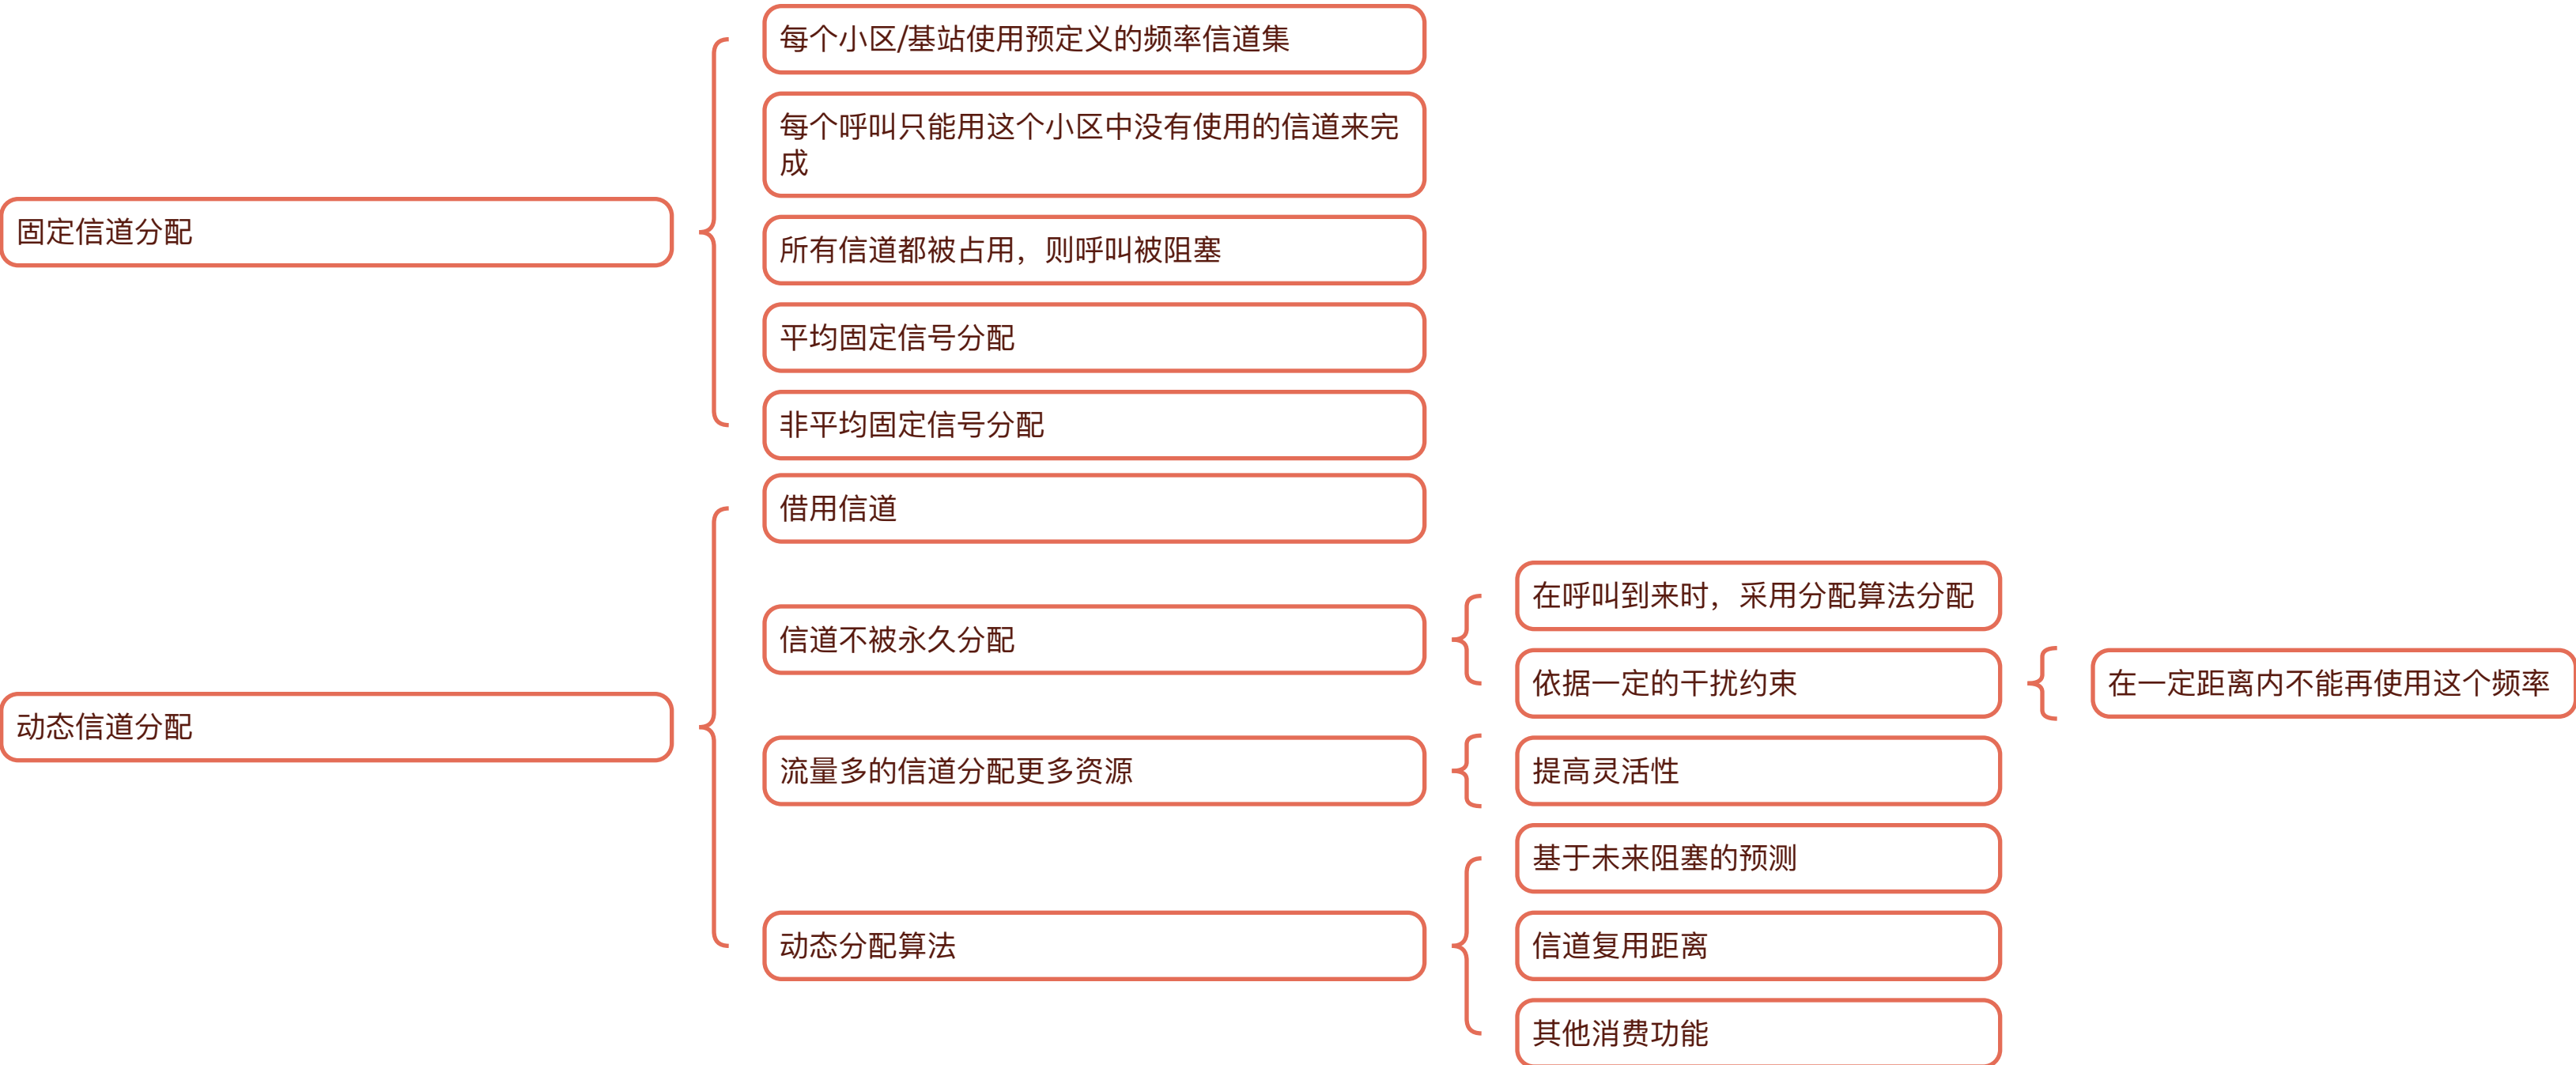 固定信道分配
每个小区/基站使用预定义的频率信道集
每个呼叫只能用这个小区中没有使用的信道来完
成
所有信道都被占用，则呼叫被阻塞
平均固定信号分配
非平均固定信号分配
动态信道分配
借用信道
信道不被永久分配
在呼叫到来时，采用分配算法分配
依据一定的干扰约束
在一定距离内不能再使用这个频率
流量多的信道分配更多资源
提高灵活性
动态分配算法
基于未来阻塞的预测
信道复用距离
其他消费功能